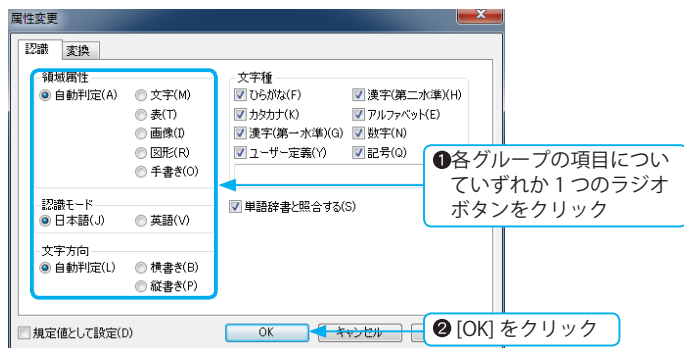 属性変更
認識 変換
領域属性
自動判定(A) 文字(M)
表(T)
画像(I)
図形(R)
手書き(O)
認識モード
日本語(J) 英語(V)
文字方向
自動判定(L) 横書き(B)
縦書き(P)
文字種
ひらがな(F) 漢字(第二水準)(H)
カタカナ(K) アルファベット(E)
漢字(第一水準)(G) 数字(N)
ユーザー定義(Y) 記号(Q)
単語辞書と照合する(S)
❶各グループの項目につい
ていずれか 1 つのラジオ
ボタンをクリック
規定値として設定(D) OK キャンセル
❷ [OK] をクリック